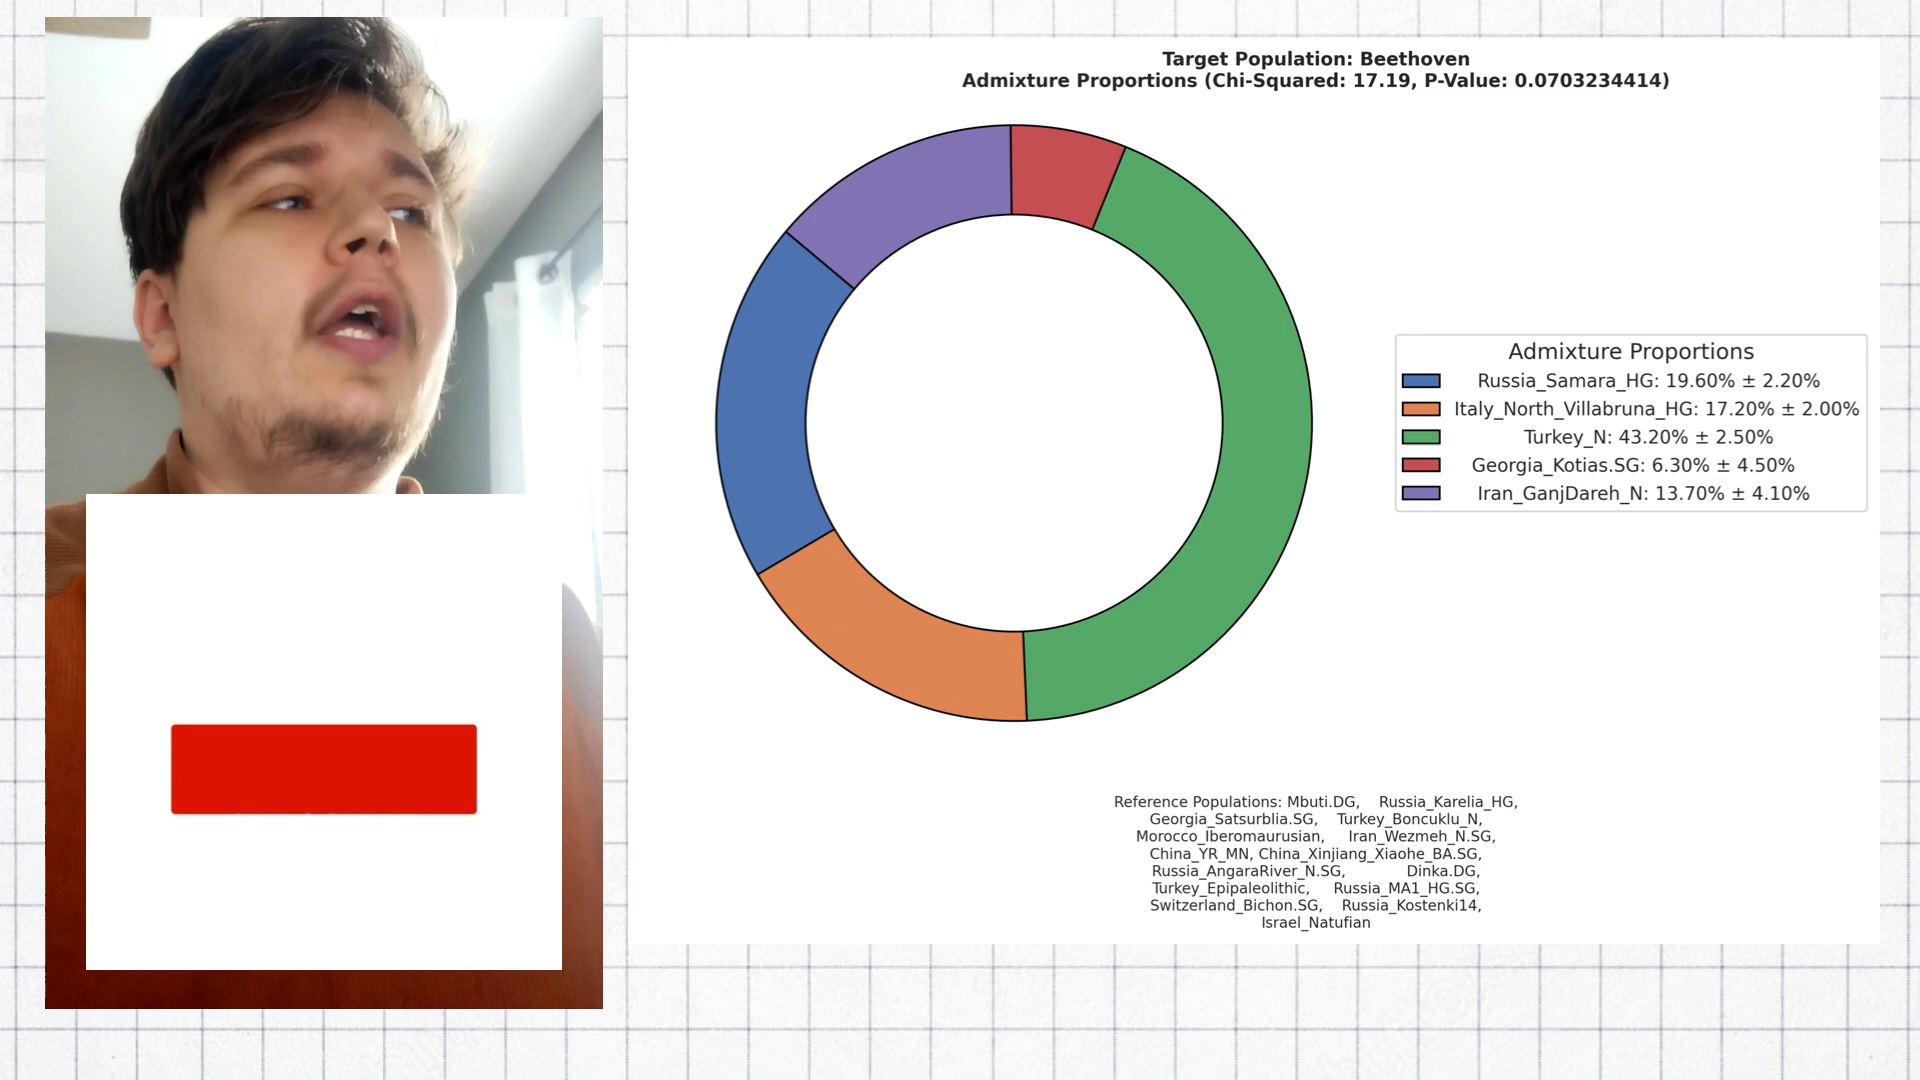 Target Population: Beethoven
Admixture Proportions (Chi-Squared: 17.19, P-Value: 0.0703234414)
Admixture Proportions
Russia_Samara_HG: 19.60% ± 2.20%
Italy_North_Villabruna_HG: 17.20% ± 2.00%
Turkey_N: 43.20% ± 2.50%
Georgia_Kotias.SG: 6.30% ± 4.50%
Iran_GanjDareh_N: 13.70% ± 4.10%
Reference Populations: Mbuti.DG, Russia_Karelia_HG,
Georgia_Satsurblia.SG, Turkey_Boncuklu_N,
Morocco_Iberomaurusian, Iran_Wezmeh_N.SG,
China_YR_MN, China_Xinjiang_Xiaohe_BA.SG,
Russia_AngaraRiver_N.SG, Dinka.DG,
Turkey_Epipaleolithic, Russia_MA1_HG.SG,
Switzerland_Bichon.SG, Russia_Kostenki14,
Israel_Natufian